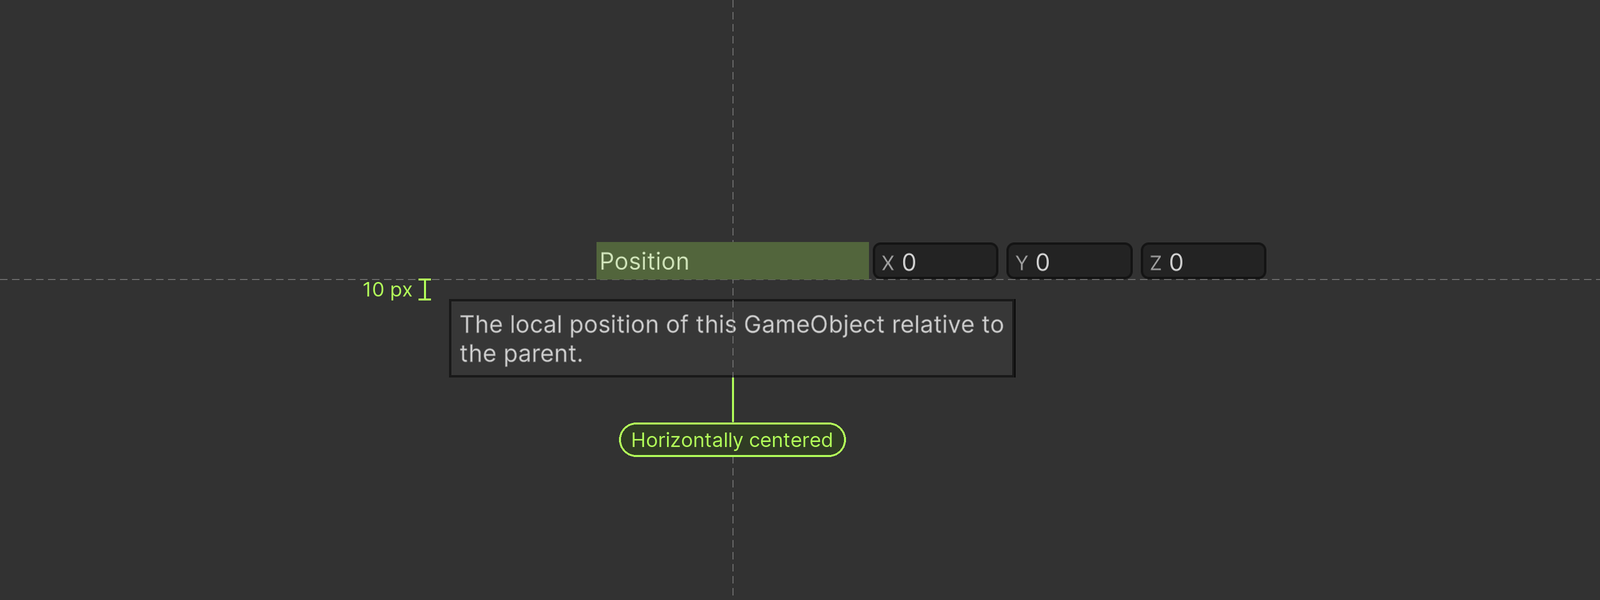 Position X 0 Y 0 Z 0
10 px
The local position of this GameObject relative to
the parent.
Horizontally centered